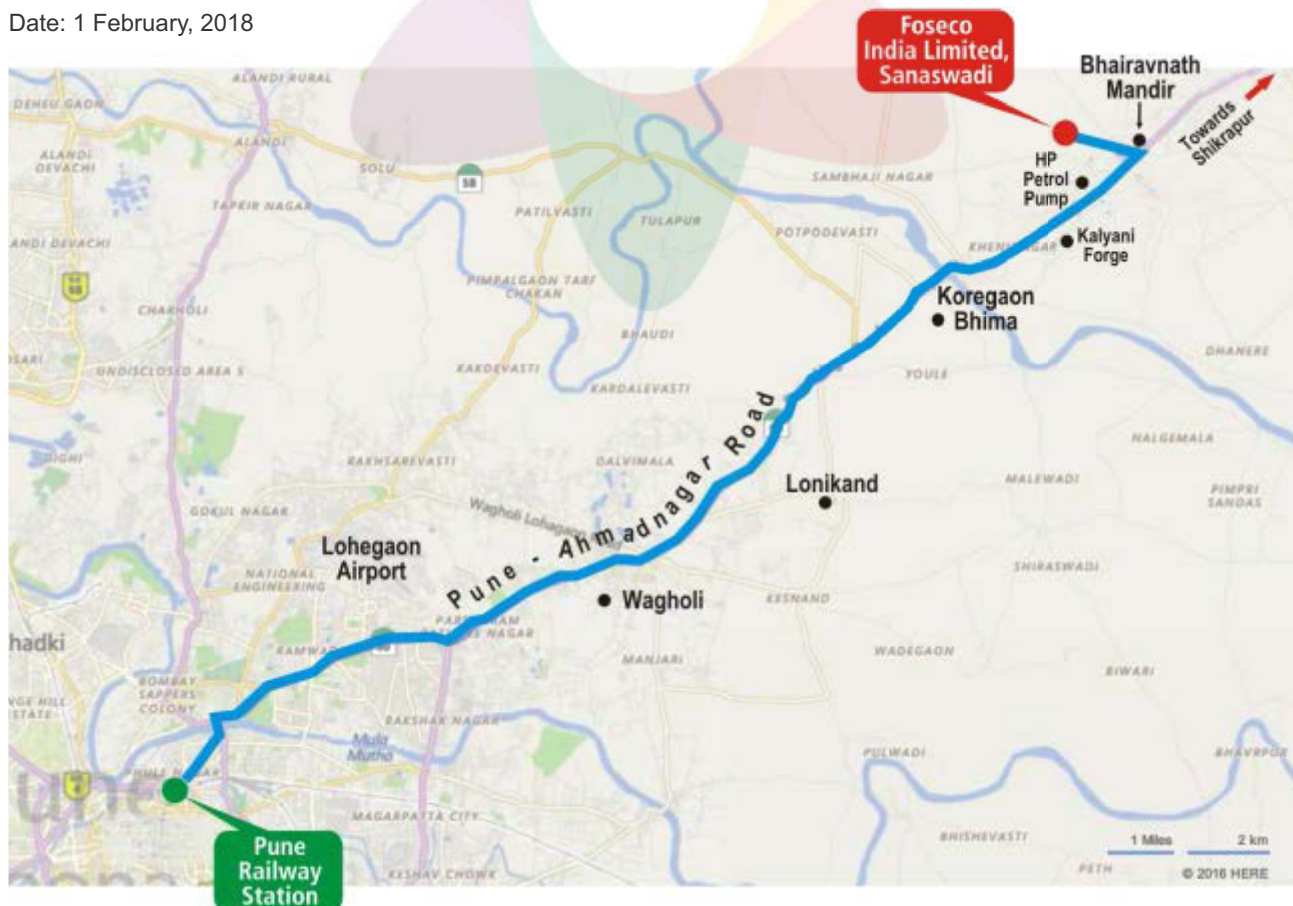 Date: 1 February, 2018
Foseco
India Limited,
Sanaswadi
Bhairavnath
Mandir
Towards
Shikrapur
HP
Petrol
Pump
Kalyani
Forge
Koregaon
Bhima
Lonikand
Pune - Ahmadnagar Road
Wagholi
Lohegaon
Airport
Pune
Railway
Station
ALANDI RURAL
DEHEU GAON
ALANDI
ALANDI
DEVACHI
SOLU
58
TAPKIR NAGAR
PATILVASTI
TULAPUR
SAMBHAJI NAGAR
POTPODEVASTI
ANDI DEVACHI
PIMPALGAON TARF
CHAKAN
CHARHOLI
BHAUDI
UNDISCLOSED AREA 5
KARDEVASTI
KARDALEVASTI
YOULE
DHANERE
NALGEMALA
DIGHI
RAKHSAREVASTI
DALVIMALA
MALEWADI
PIMPRI
SANDAS
GOKUL NAGAR
NATIONAL
ENGINEERING
SHIRASWADI
KESNAND
hadki
MANJARI
WADEGAON
BIWARI
BOMBAY
SAPPERS
COLONY
RAKSHAK NAGAR
Mula
Mutha
PULWADI
BHAVRPUR
MAGARPATTA CITY
BHISHEVASTI
PETH
KESHAV CHOWK
1 Miles
2 km
© 2016 HERE